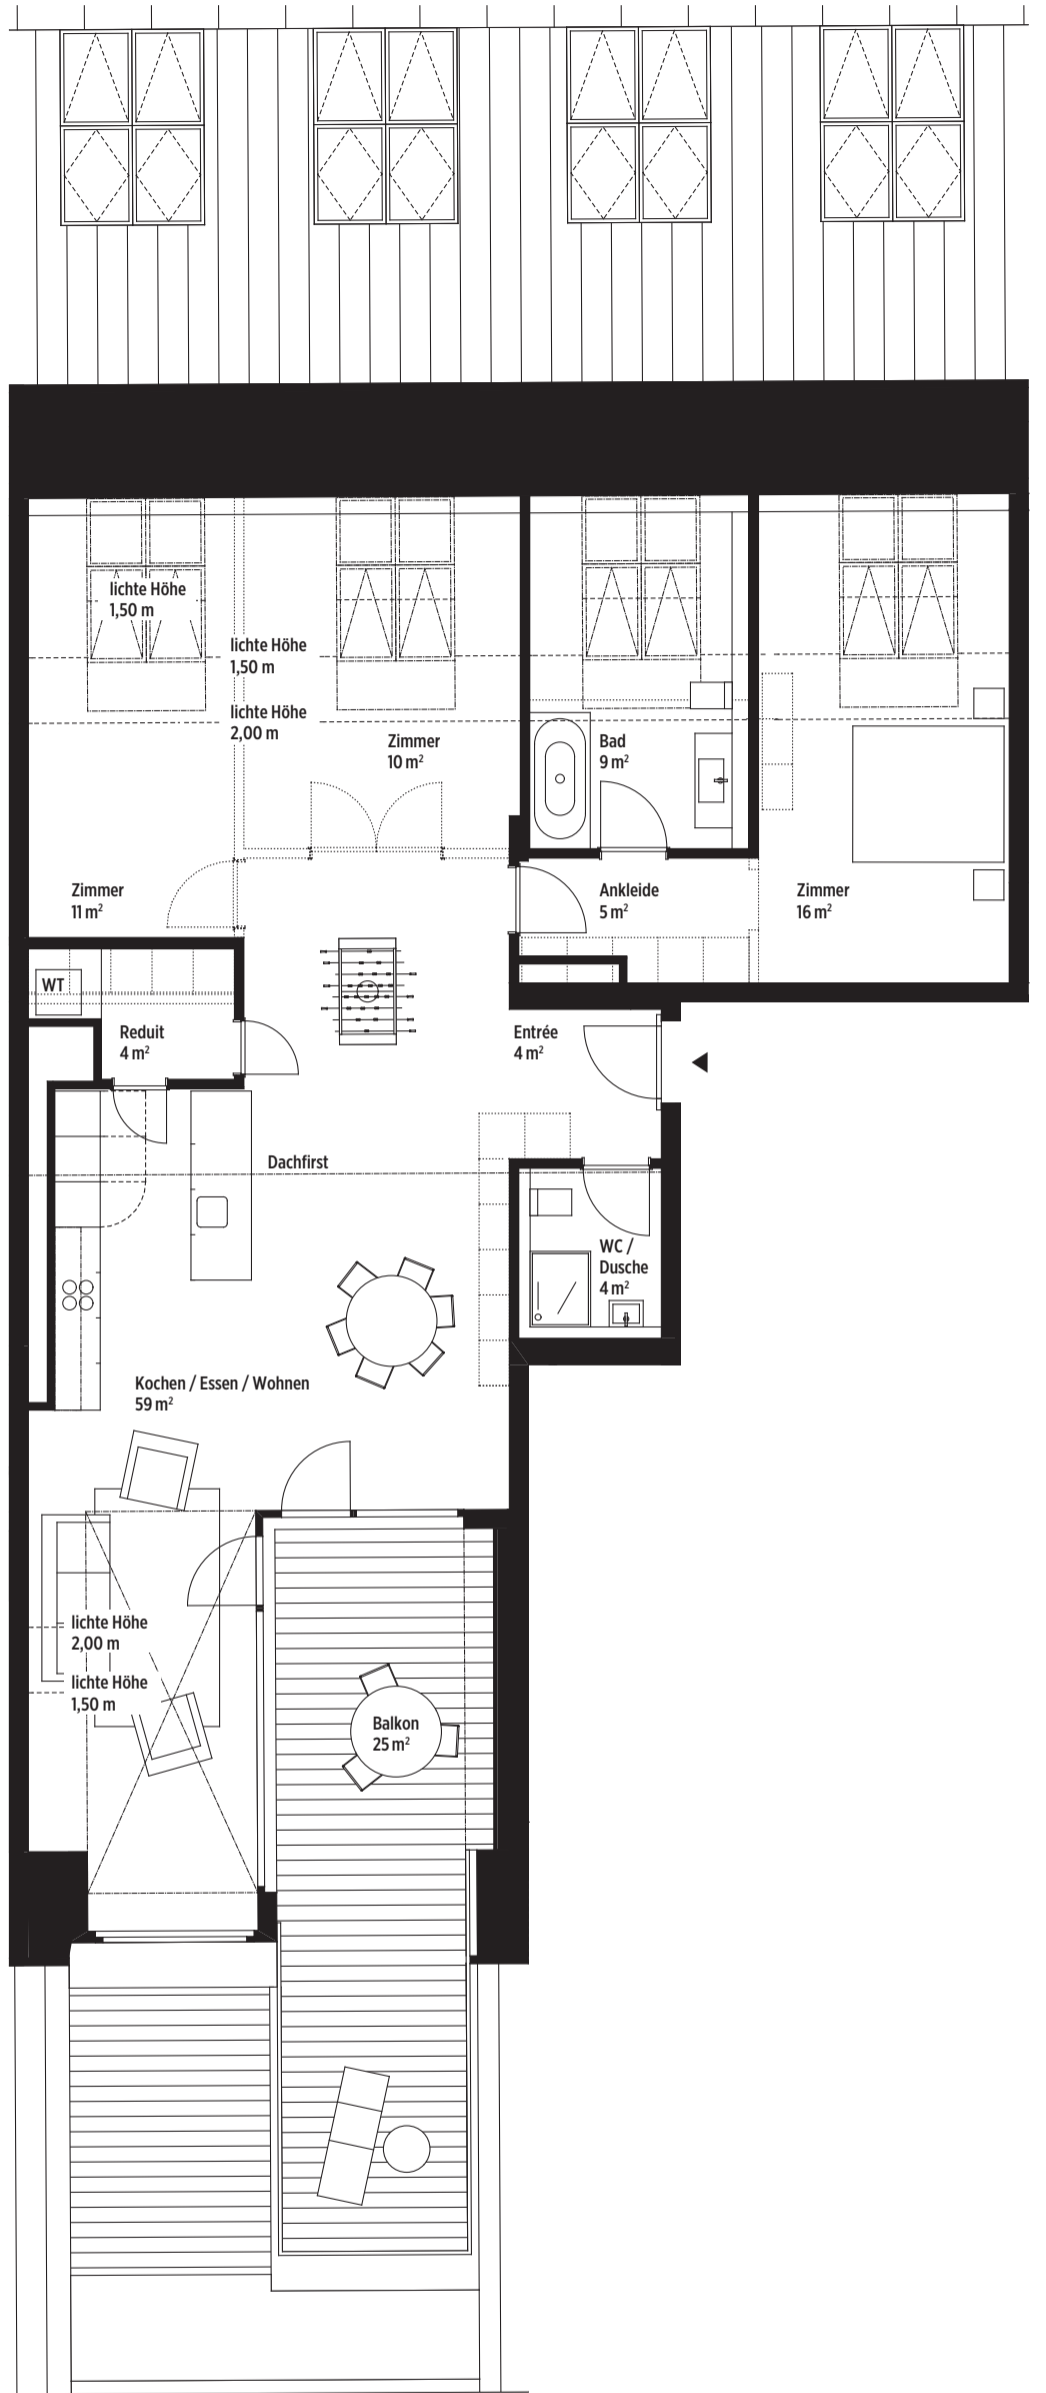 lichte Höhe
1,50 m
lichte Höhe
1,50 m
lichte Höhe
2,00 m
Zimmer
10 m²
Bad
9 m²
Zimmer
11 m²
Ankleide
5 m²
Zimmer
16 m²
WT
Reduit
4 m²
Entrée
4 m²
Dachfirst
WC /
Dusche
4 m²
Kochen / Essen / Wohnen
59 m²
lichte Höhe
2,00 m
lichte Höhe
1,50 m
Balkon
25 m²